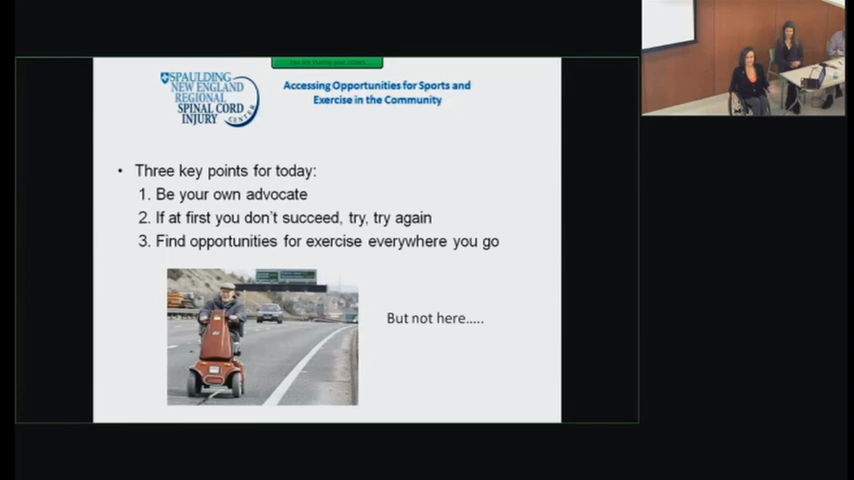 SPAULDING
NEW ENGLAND
REGIONAL
SPINAL CORD
INJURY
CENTER
Accessing Opportunities for Sports and
Exercise in the Community
• Three key points for today:
1. Be your own advocate
2. If at first you don't succeed, try, try again
3. Find opportunities for exercise everywhere you go
But not here.....